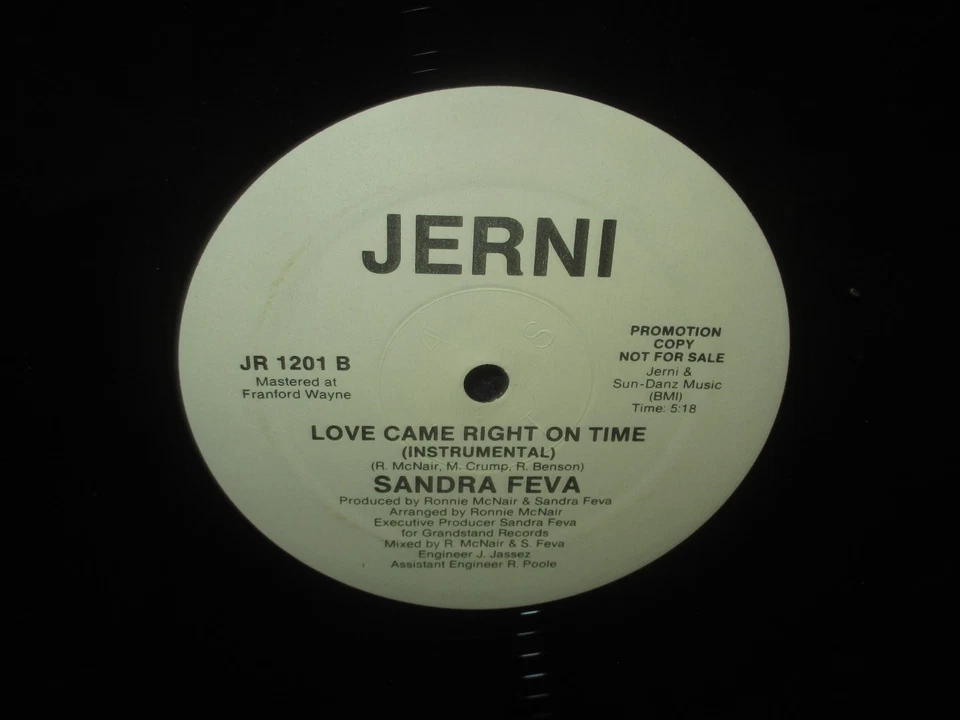 JERNI
JR 1201 B
Mastered at
Franford Wayne
PROMOTION
COPY
NOT FOR SALE
Jerni &
Sun-Danz Music
(BMI)
Time: 5:18
LOVE CAME RIGHT ON TIME
(INSTRUMENTAL)
(R. McNair, M. Crump, R. Benson)
SANDRA FEVA
Produced by Ronnie McNair & Sandra Feva
Arranged by Ronnie McNair
Executive Producer Sandra Feva
for Grandstand Records
Mixed by R. McNair & S. Feva
Engineer J. Jassez
Assistant Engineer R. Poole